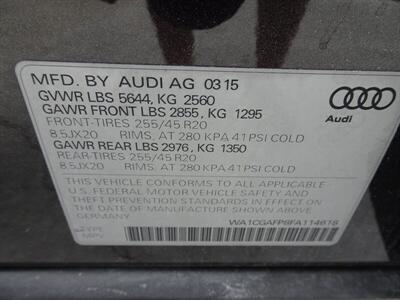 MFD. BY AUDI AG 03 15
GVWR LBS 5644, KG 2560
GAWR FRONT LBS 2855, KG 1295
FRONT-TIRES 255/45 R20
8.5JX20 RIMS, AT 280 KPA 41 PSI COLD
GAWR REAR LBS 2976, KG 1350
REAR-TIRES 255/45 R20
8.5JX20 RIMS, AT 280 KPA 41 PSI COLD
THIS VEHICLE CONFORMS TO ALL APPLICABLE
U.S. FEDERAL MOTOR VEHICLE SAFETY AND
THEFT PREVENTION STANDARDS IN EFFECT ON
THE DATE OF MANUFACTURE SHOWN ABOVE
GERMANY
WA1CGAFP8FA114618
TYPE
MPV
Audi